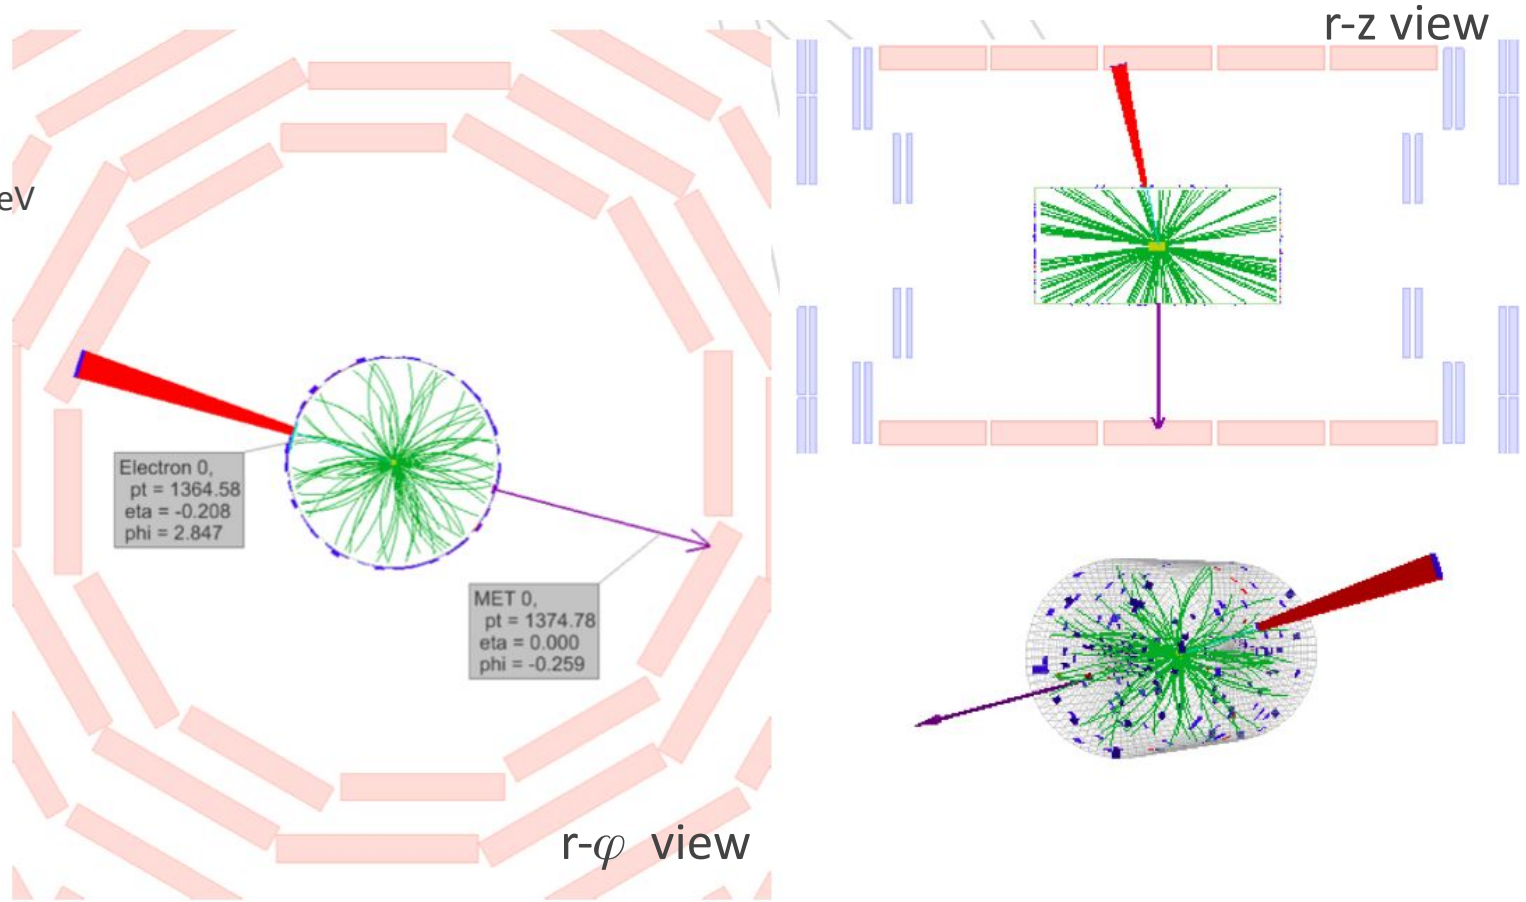 r-z view
eV
Electron 0,
pt = 1364.58
eta = -0.208
phi = 2.847
MET 0,
pt = 1374.78
eta = 0.000
phi = -0.259
r-φ view